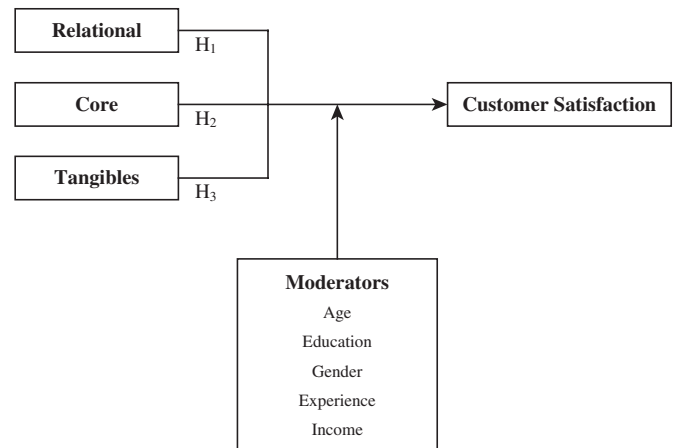 Relational
H₁
Core
H₂
Customer Satisfaction
Tangibles
H₃
Moderators
Age
Education
Gender
Experience
Income